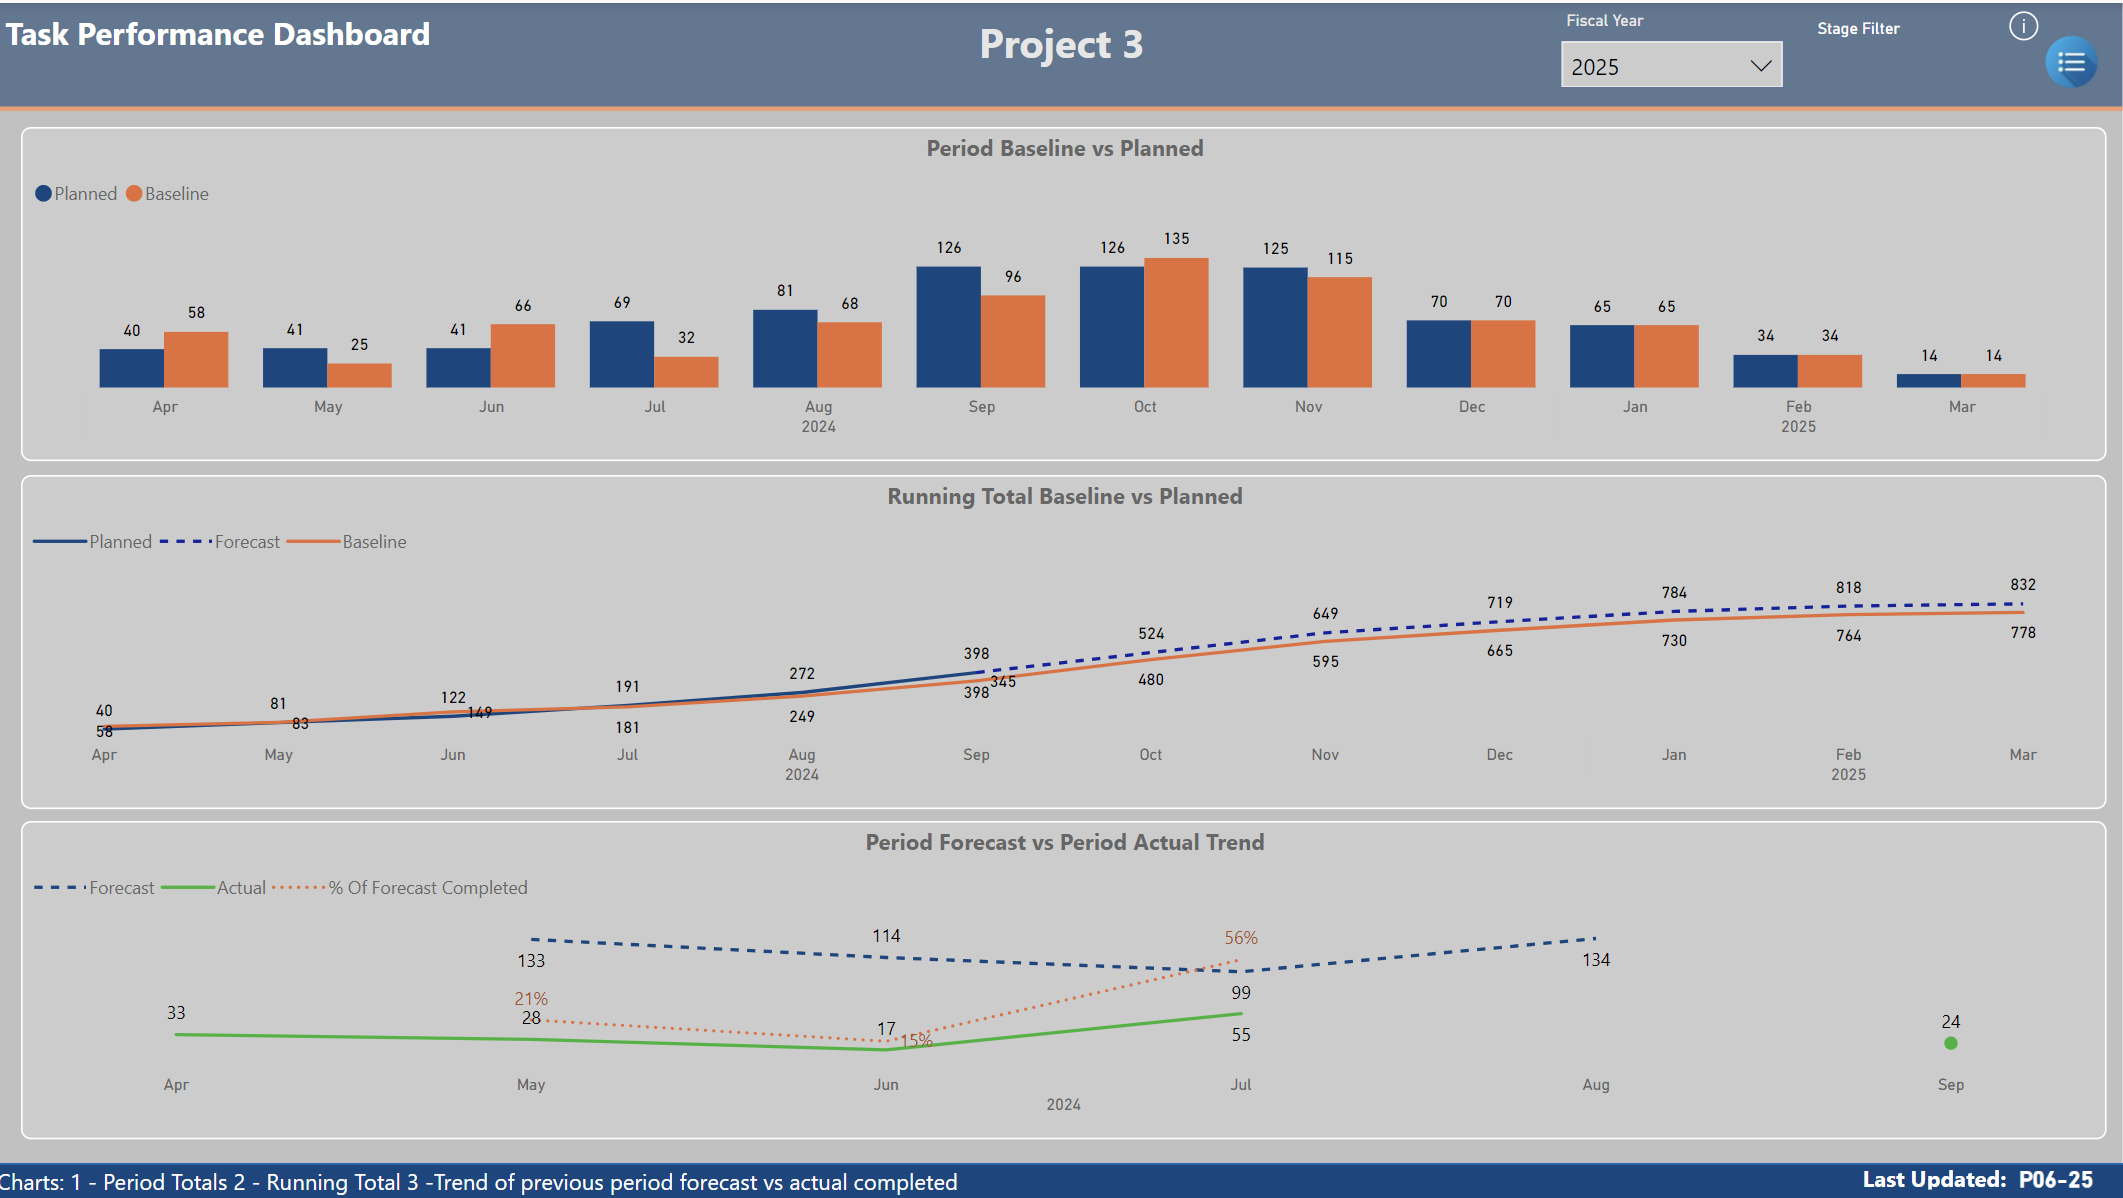 Task Performance Dashboard
Project 3
Fiscal Year
2025
Stage Filter
i
Period Baseline vs Planned
Planned Baseline
40 58 41 25 41 66 69 32 81 68 126 96 126 135 125 115 70 70 65 65 34 34 14 14
Apr May Jun Jul Aug Sep Oct Nov Dec Jan Feb Mar
2024 2025
Running Total Baseline vs Planned
Planned Forecast Baseline
40 81 122 191 272 398 524 649 719 784 818 832
58 83 149 181 249 398 345 480 595 665 730 764 778
Apr May Jun Jul Aug Sep Oct Nov Dec Jan Feb Mar
2024 2025
Period Forecast vs Period Actual Trend
Forecast Actual % Of Forecast Completed
133 114 99 134
21% 15% 56%
33 28 17 55 24
Apr May Jun Jul Aug Sep
2024
Charts: 1 - Period Totals 2 - Running Total 3 -Trend of previous period forecast vs actual completed
Last Updated: P06-25